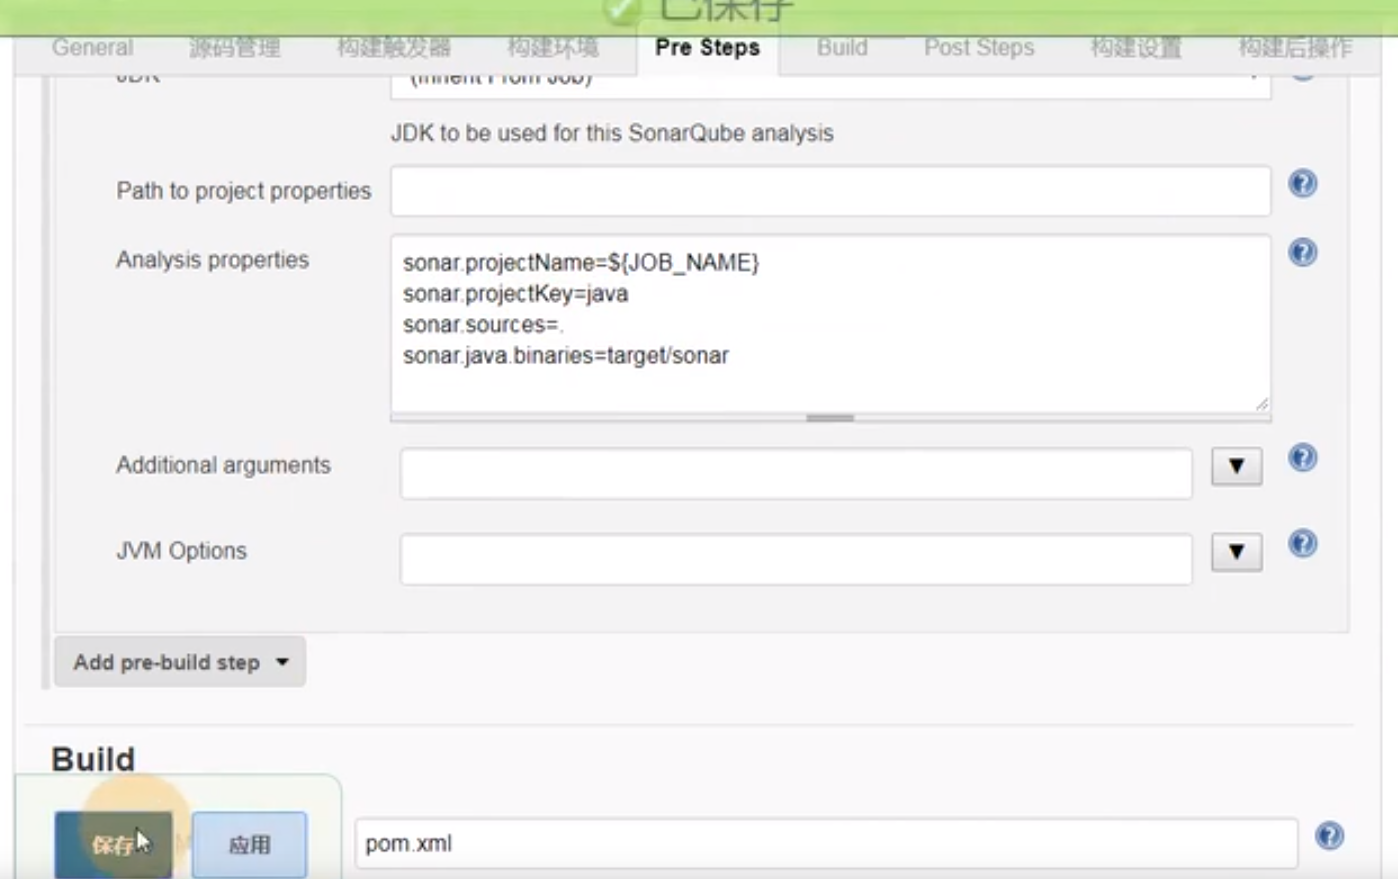 已保存
General 源码管理 构建触发器 构建环境 Pre Steps Build Post Steps 构建设置 构建后操作
JDK (Inherit From Job)
JDK to be used for this SonarQube analysis
Path to project properties
Analysis properties
sonar.projectName=${JOB_NAME}
sonar.projectKey=java
sonar.sources=.
sonar.java.binaries=target/sonar
Additional arguments
JVM Options
Add pre-build step
Build
保存 应用 pom.xml